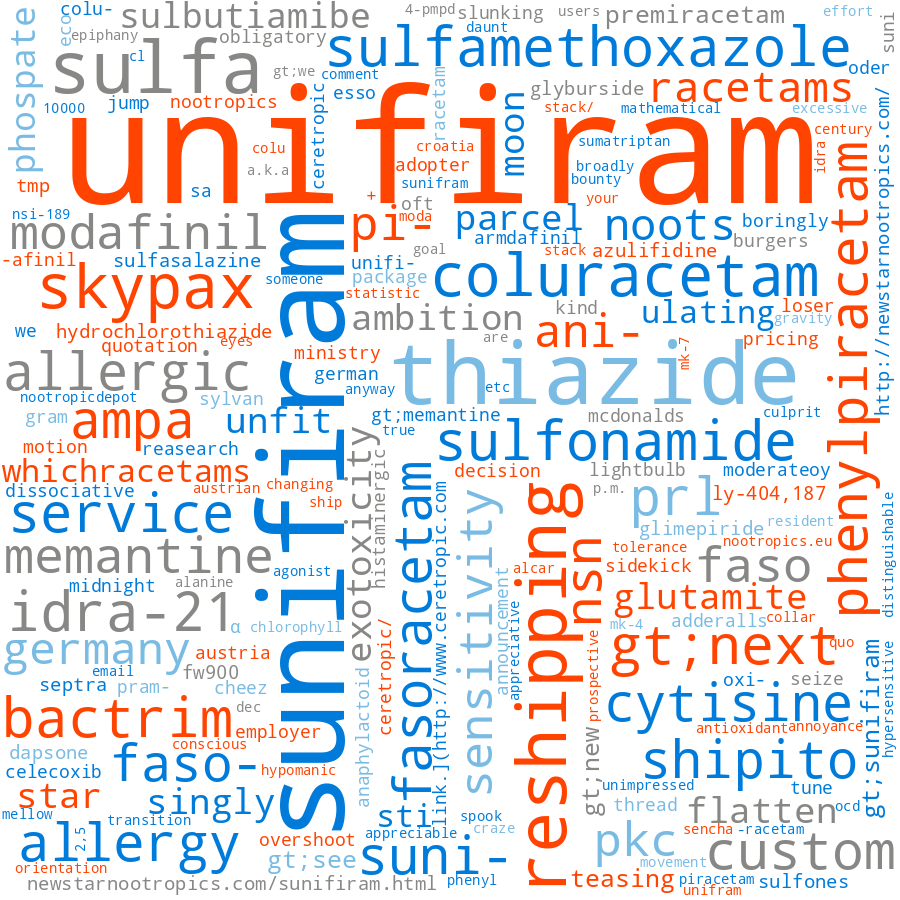 colu-
sulbutiamibe
4-pmpd
slunking
users
premiracetam
effort
suni
phospate
eco
epiphany
obligatory
daunt
sulfamethoxazole
cl
sulfa
gt;we
comment
racetam
glyburside
racetams
oder
10000
jump
nootropics
ceretropic
esso
moon
stack/
mathematical
excessive
http://newstarnootropics.com/
unifiram
colu
a.k.a
croatia
adopter
sumatriptan
broadly
bounty
your
idra
century
phenylpiracetam
tmp
sa
sunifram
+
oft
nsi-189
modafinil
sunifiram
pi-
moda
parcel
noots
boringly
armdafinil
goal
stack
azulifidine
burgers
-afinil
sulfasalazine
someone
unifi-
package
coluracetam
skypax
statistic
kind
ulating
loser
gravity
we
hydrochlorothiazide
eyes
ambition
are
ani-
pricing
quotation
ministry
thiazide
mk-7
allergic
german
anyway
etc
nootropicdepot
sylvan
gram
ampa
unfit
gt;memantine
mcdonalds
culprit
true
motion
reasearch
exotoxicity
histaminergic
sulfonamide
whichracetams
changing
decision
lightbulb
moderateoy
dissociative
austrian
ship
fasoracetam
link.](http://www.ceretropic.com
sensitivity
reshipping
p.m.
prl
ly-404,187
service
nsn
glimepiride
resident
distinguishable
memantine
tolerance
nootropics.eu
agonist
alcar
sidekick
faso
midnight
alanine
announcement
appreciative
glutamite
idra-21
α
chlorophyll
mk-4
adderalls
collar
germany
austria
ceretropic/
prospective
gt;next
quo
email
fw900
septra
pram-
cheez
anaphylactoid
oxi-
seize
gt;sunifiram
hypersensitive
dec
cytisine
bactrim
employer
antioxidant
annoyance
dapsone
conscious
gt;new
shipito
celecoxib
faso-
hypomanic
unimpressed
tune
star
singly
sti
thread
flatten
ocd
mellow
transition
spook
2,5
appreciable
craze
allergy
overshoot
pkc
sencha
-racetam
gt;see
suni-
custom
orientation
movement
newstarnootropics.com/sunifiram.html
phenyl
teasing
piracetam
sulfones
unifram